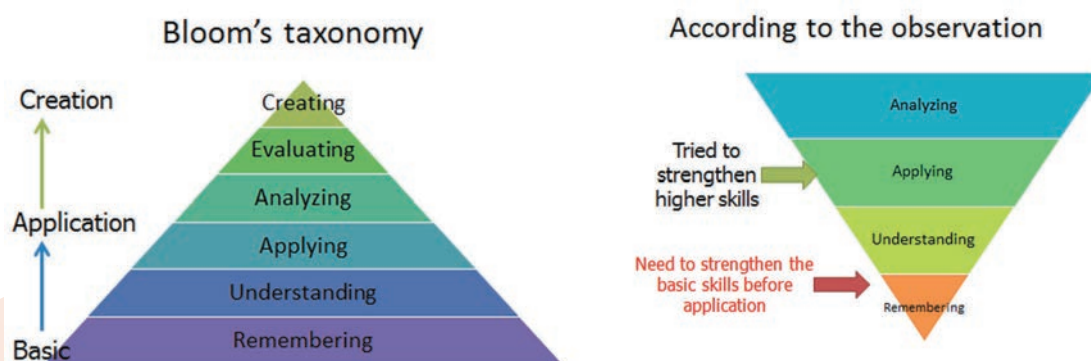 Bloom's taxonomy
Creation
Application
Basic
Creating
Evaluating
Analyzing
Applying
Understanding
Remembering
According to the observation
Tried to
strengthen
higher skills
Need to strengthen the
basic skills before
application
Analyzing
Applying
Understanding
Remembering